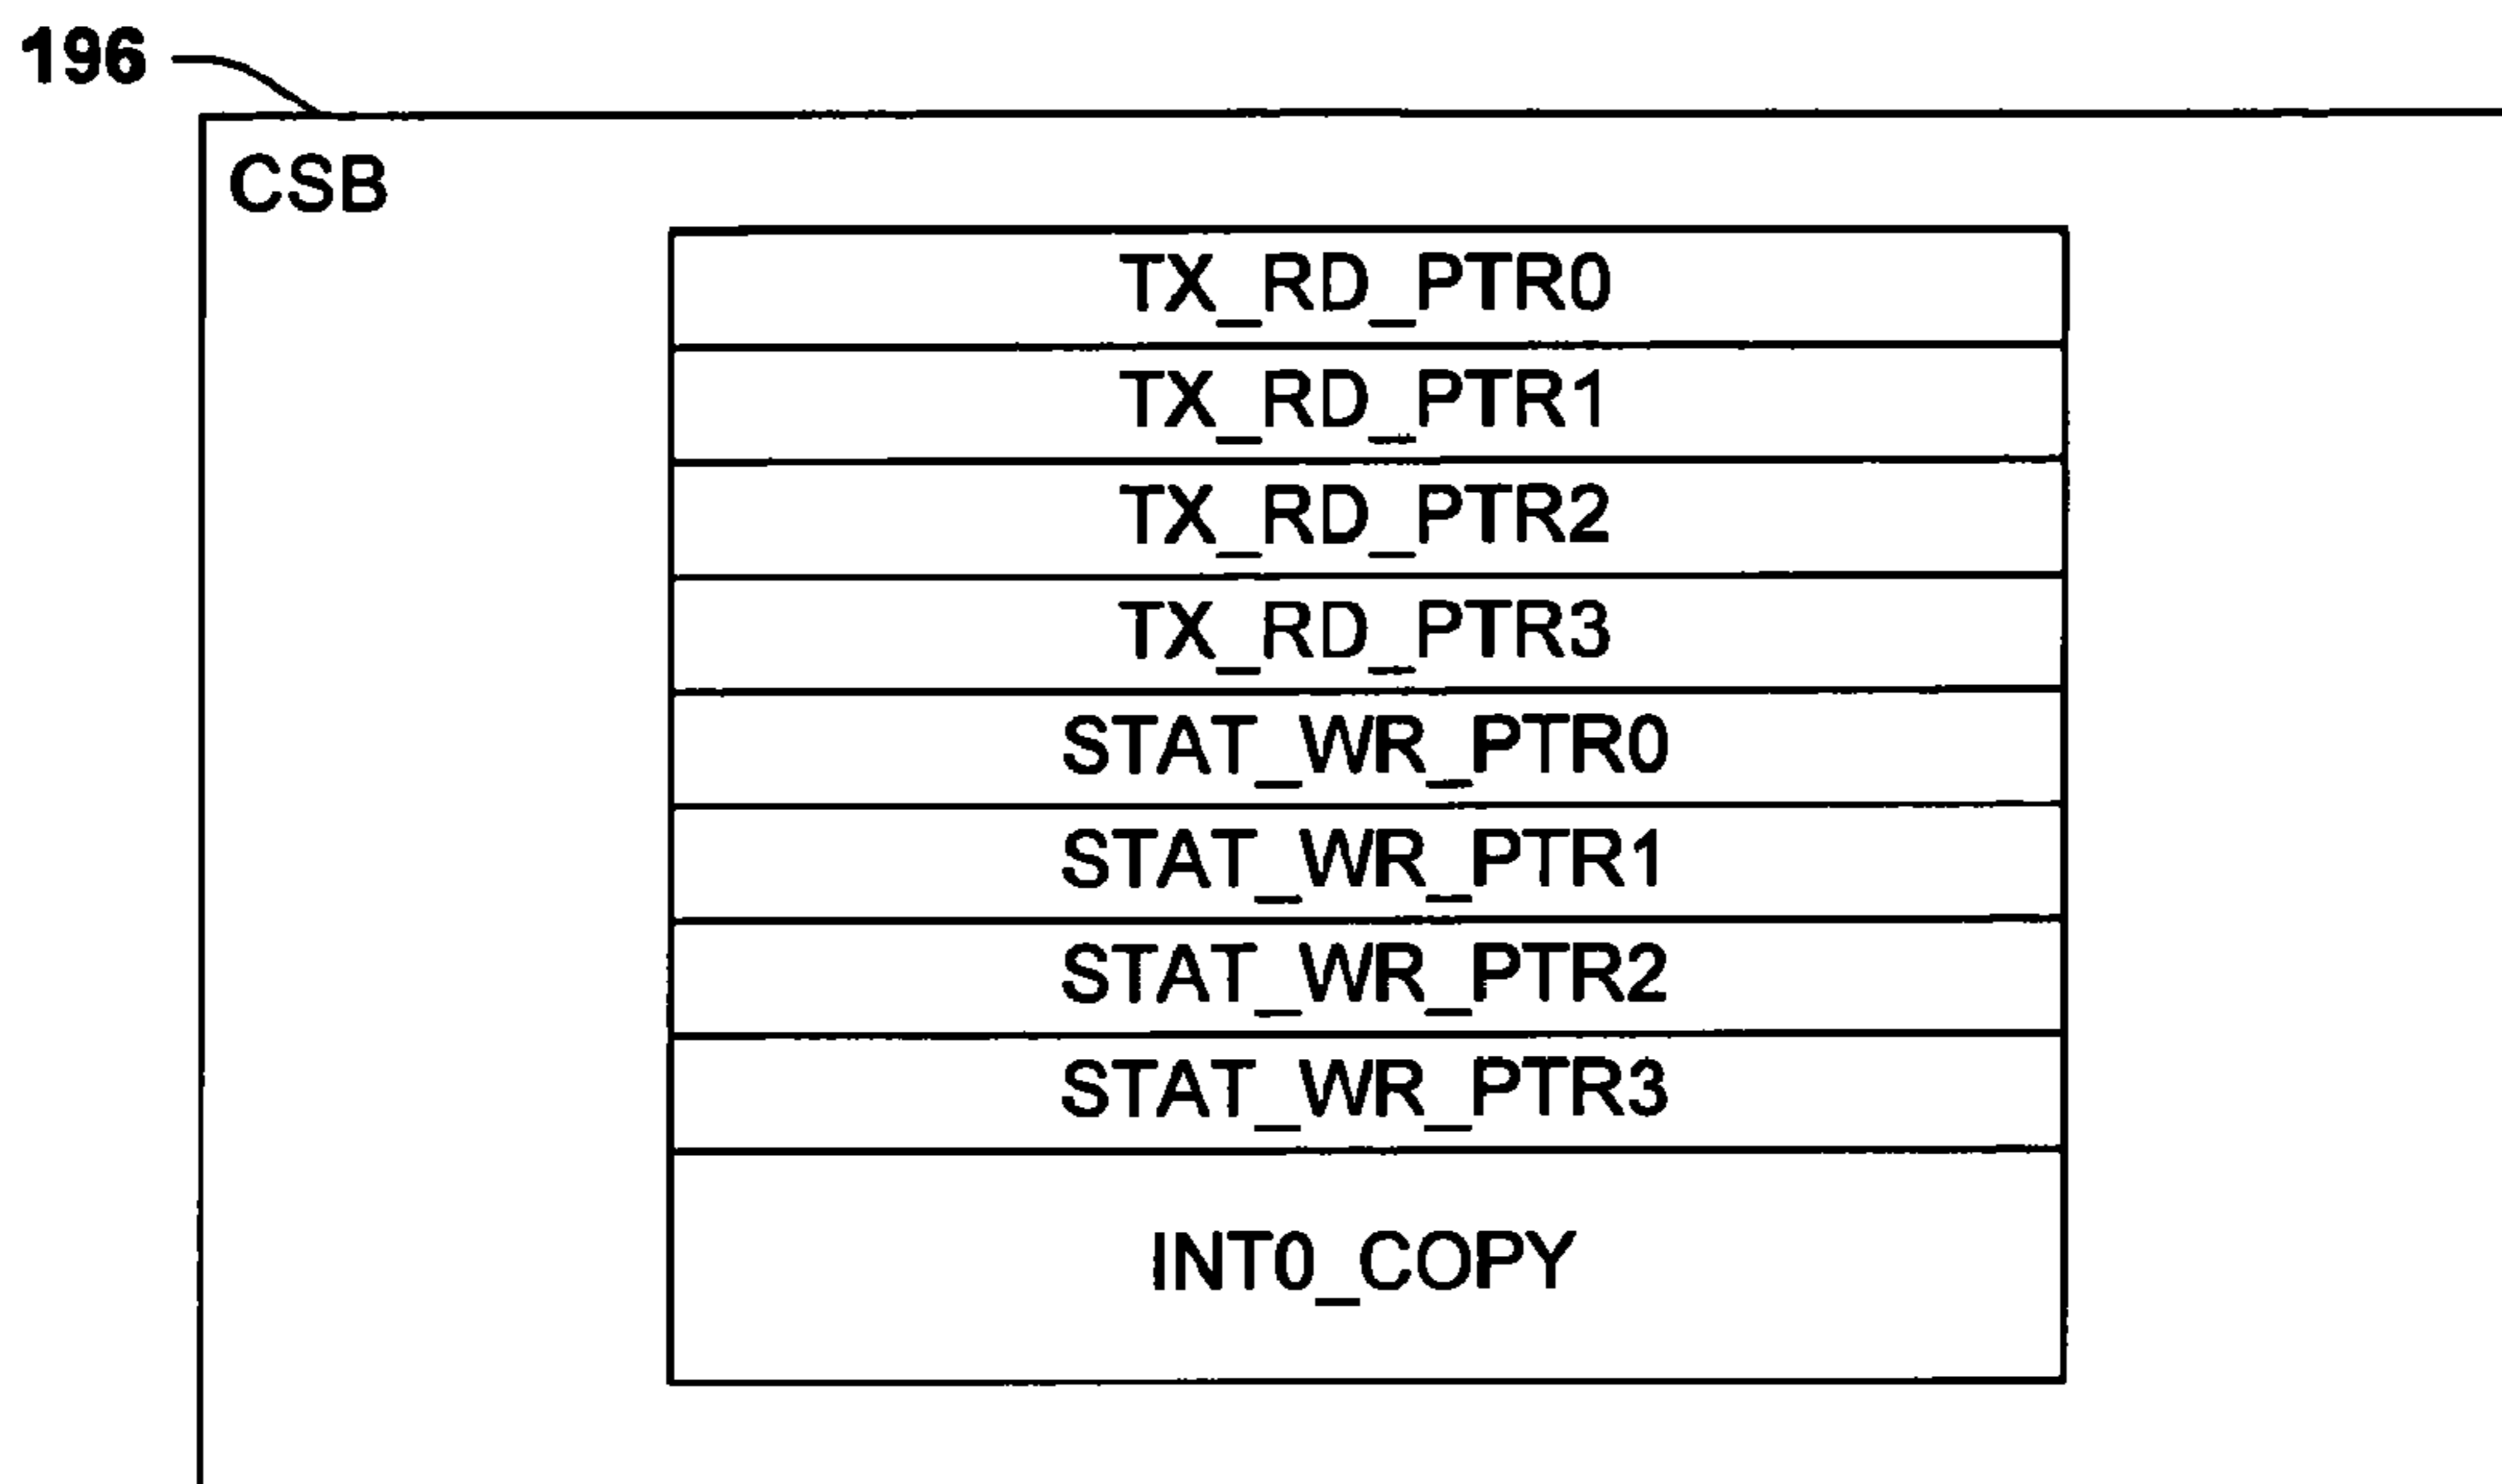 196
CSB
TX_RD_PTR0
TX_RD_PTR1
TX_RD_PTR2
TX_RD_PTR3
STAT_WR_PTR0
STAT_WR_PTR1
STAT_WR_PTR2
STAT_WR_PTR3
INT0_COPY